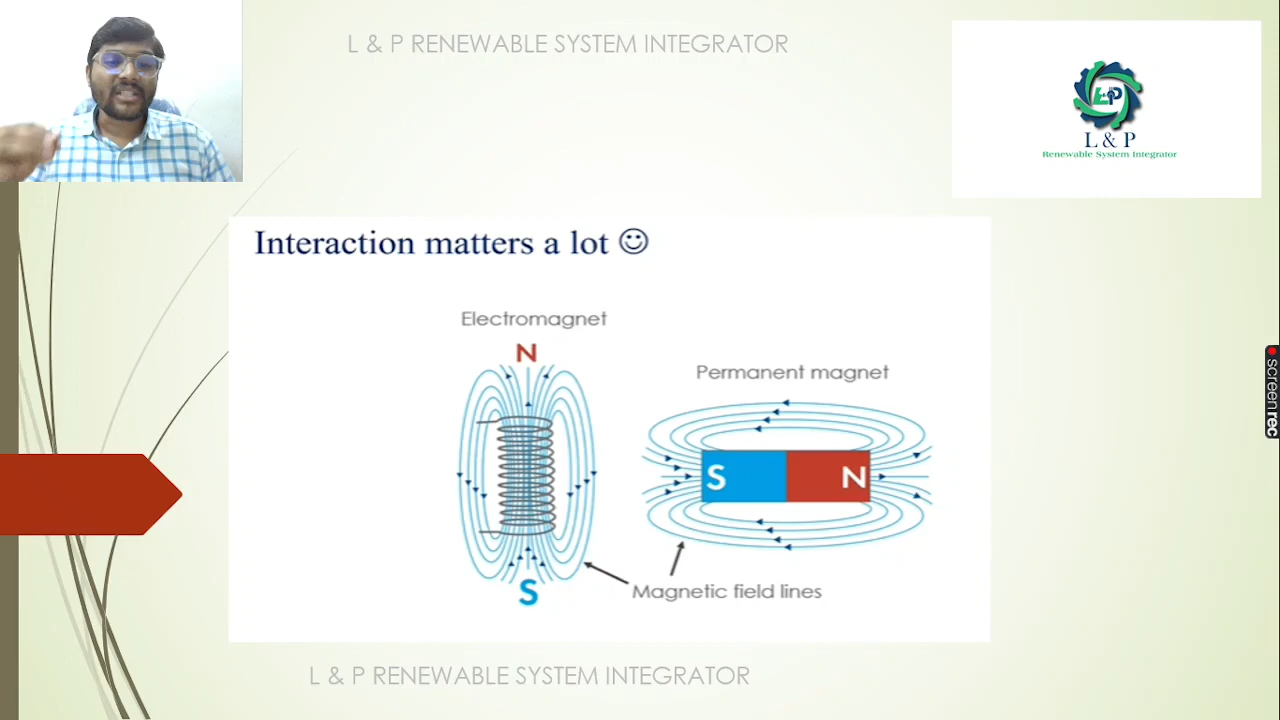 L & P RENEWABLE SYSTEM INTEGRATOR
L&P
L & P
Renewable System Integrator
Interaction matters a lot ☺
Electromagnet
N
Permanent magnet
S N
S
Magnetic field lines
L & P RENEWABLE SYSTEM INTEGRATOR
screenrec